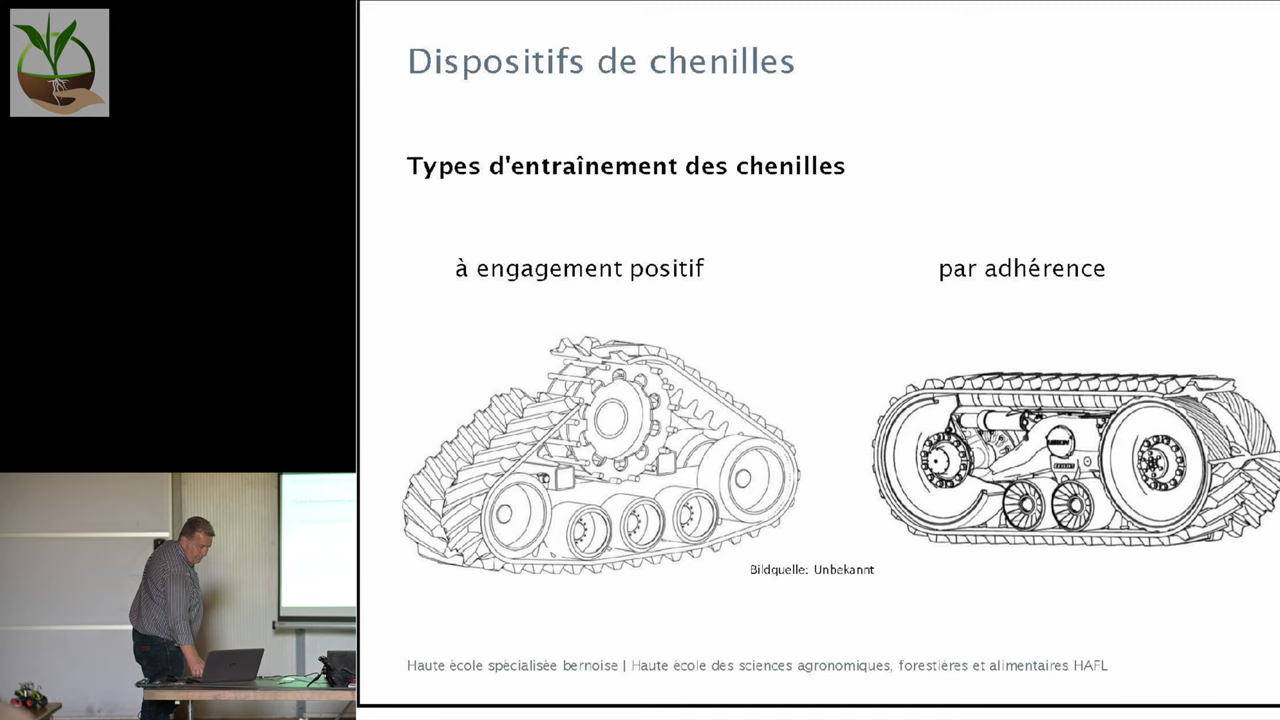 Dispositifs de chenilles
Types d'entraînement des chenilles
à engagement positif
par adhérence
Bildquelle: Unbekannt
Haute école spécialisée bernoise | Haute école des sciences agronomiques, forestières et alimentaires HAFL